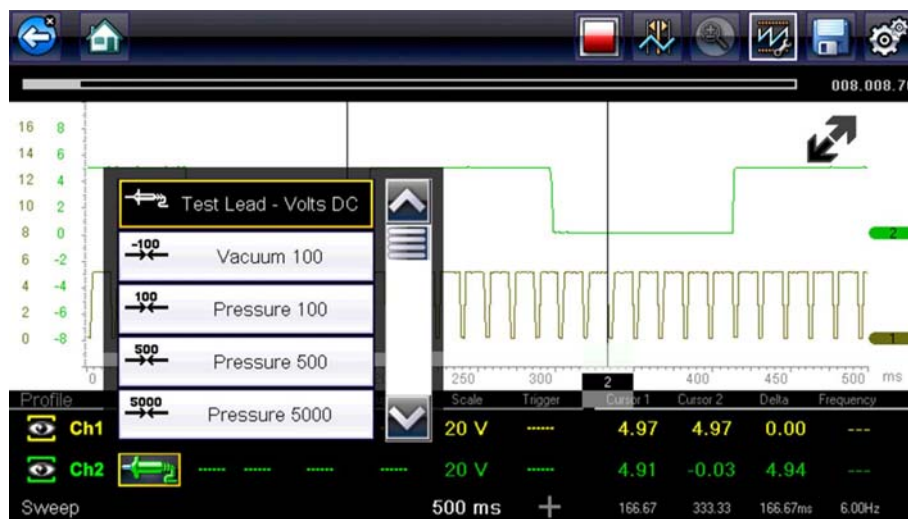 008.008.7
16 8
14 6
12 4
10 2
8 0
6 -2
4 -4
2 -6
0 -8
Test Lead - Volts DC
-100 Vacuum 100
100 Pressure 100
500 Pressure 500
5000 Pressure 5000
2
1
0 250 300 400 450 500 ms
2
Profile Scale Trigger Cursor 1 Cursor 2 Delta Frequency
Ch1 20 V ------ 4.97 4.97 0.00 ---
Ch2 ------ ------ ------ ------ 20 V ------ 4.91 -0.03 4.94 ---
Sweep 500 ms + 166.67 333.33 166.67ms 6.00Hz